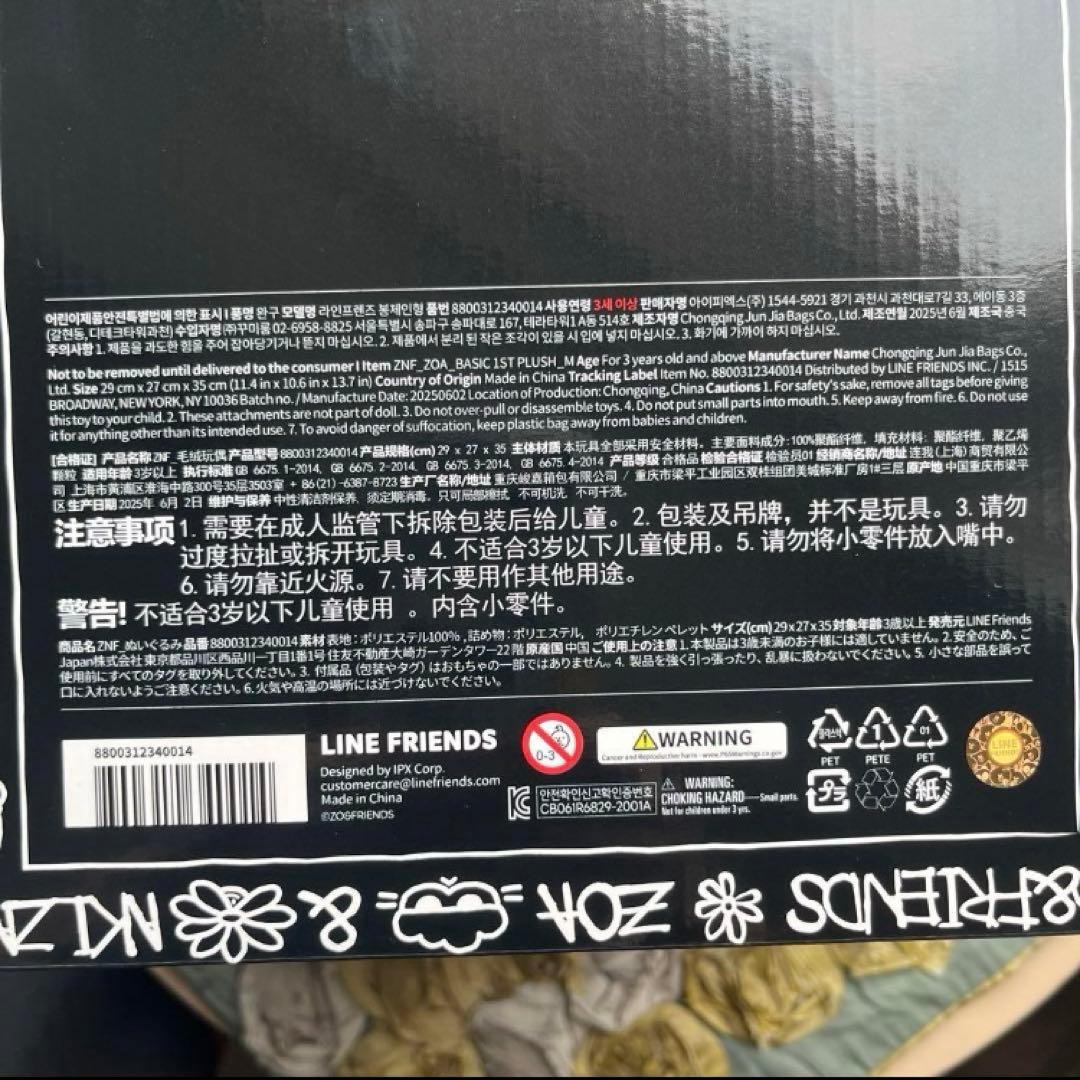 어린이제품안전특별법에 의한 표시 I 품명 완구 모델명 라인프렌즈 봉제인형 품번 8800312340014 사용연령 3세 이상 판매자명 아이피엑스(주) 1544-5921 경기 과천시 과천대로7길 33, 에이동 3층
(갈현동, 디테크타워과천) 수입자명 (주)꾸미룸 02-6958-8825 서울특별시 송파구 송파대로 167, 테라타워1 A동 514호 제조자명 Chongqing Jun Jia Bags Co., Ltd. 제조연월 2025년 6월 제조국 중국
주의사항 1. 제품을 과도한 힘을 주어 잡아당기거나 뜯지 마십시오. 2. 제품에서 분리 된 작은 조각이 있을 시 입에 넣지 마십시오. 3. 화기에 가까이 하지 마십시오.
Not to be removed until delivered to the consumer I Item ZNF_ZOA_BASIC 1ST PLUSH_M Age For 3 years old and above Manufacturer Name Chongqing Jun Jia Bags Co.,
Ltd. Size 29 cm x 27 cm x 35 cm (11.4 in x 10.6 in x 13.7 in) Country of Origin Made in China Tracking Label Item No. 8800312340014 Distributed by LINE FRIENDS INC. / 1515
BROADWAY, NEW YORK, NY 10036 Batch no. / Manufacture Date: 20250602 Location of Production: Chongqing, China Cautions 1. For safety's sake, remove all tags before giving
this toy to your child. 2. These attachments are not part of doll. 3. Do not over-pull or disassemble toys. 4. Do not put small parts into mouth. 5. Keep away from fire. 6. Do not use
it for anything other than its intended use. 7. To avoid danger of suffocation, keep plastic bag away from babies and children.
[合格证] 产品名称 ZNF_毛绒玩偶 产品型号 8800312340014 产品规格(cm) 29 x 27 x 35 主体材质 本玩具全部采用安全材料。主要面料成分: 100%聚酯纤维, 填充材料: 聚酯纤维, 聚乙烯
颗粒 适用年龄 3岁以上 执行标准 GB 6675.1-2014, GB 6675.2-2014, GB 6675.3-2014, GB 6675.4-2014 产品等级 合格品 检验合格证 检验员01 经销商名称/地址 连我(上海)商贸有限公
司 上海市黄浦区淮海中路300号35层3503室 + 86(21)-6387-8723 生产厂名称/地址 重庆峻嘉箱包有限公司 / 重庆市梁平工业园区双桂组团美城标准厂房1#三层 原产地 中国重庆市梁平
区 生产日期 2025年 6月 2日 维护与保养 中性清洁剂保养, 须定期消毒。只可局部擦拭 不可机洗 不可干洗。
注意事项 1. 需要在成人监管下拆除包装后给儿童。2. 包装及吊牌，并不是玩具。3. 请勿
过度拉扯或拆开玩具。4. 不适合3岁以下儿童使用。5. 请勿将小零件放入嘴中。
6. 请勿靠近火源。7. 请不要用作其他用途。
警告! 不适合3岁以下儿童使用 。内含小零件。
商品名 ZNF_ぬいぐるみ 品番 8800312340014 素材 表地: ポリエステル100% , 詰め物: ポリエステル, ポリエチレンペレット サイズ(cm) 29 x 27 x 35 対象年齢 3歳以上 発売元 LINE Friends
Japan株式会社 東京都品川区西品川一丁目1番1号住友不動産大崎ガーデンタワー22階 原産国 中国 ご使用上の注意 1. 本製品は3歳未満のお子様には適していません。2. 安全のため、ご
使用前にすべてのタグを取り外してください。3. 付属品 (包装やタグ) はおもちゃの一部ではありません。4. 製品を強く引っ張ったり、乱暴に扱わないでください。5. 小さな部品を誤って
口に入れないようご注意ください。6. 火気や高温の場所には近づけないでください。
8800312340014
LINE FRIENDS
Designed by IPX Corp.
customercare@linefriends.com
Made in China
©ZO&FRIENDS
0-3
WARNING
Cancer and Reproductive harm - www.P65Warnings.ca.gov
안전확인신고확인증번호
CB061R6829-2001A
WARNING:
CHOKING HAZARD—Small parts.
Not for children under 3 yrs.
플라스틱
PET
1
PETE
01
PET
プラ
紙
LINE
FRIENDS
&FRIENDS
ZOA
&